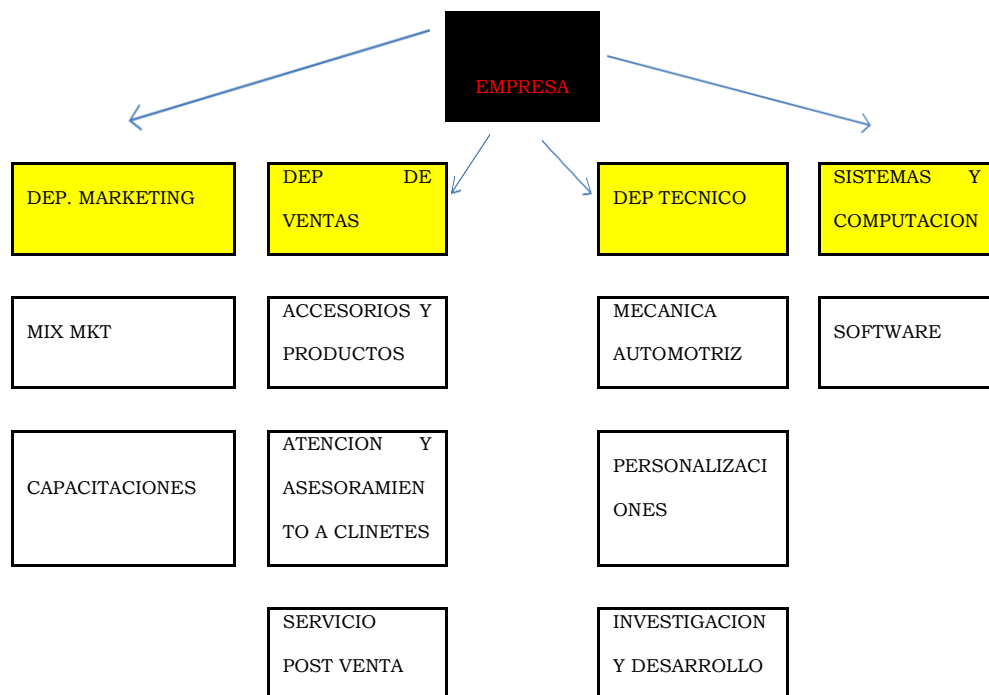 EMPRESA
DEP. MARKETING
DEP DE
VENTAS
DEP TECNICO
SISTEMAS Y
COMPUTACION
MIX MKT
ACCESORIOS Y
PRODUCTOS
MECANICA
AUTOMOTRIZ
SOFTWARE
CAPACITACIONES
ATENCION Y
ASESORAMIEN
TO A CLINETES
PERSONALIZACI
ONES
SERVICIO
POST VENTA
INVESTIGACION
Y DESARROLLO